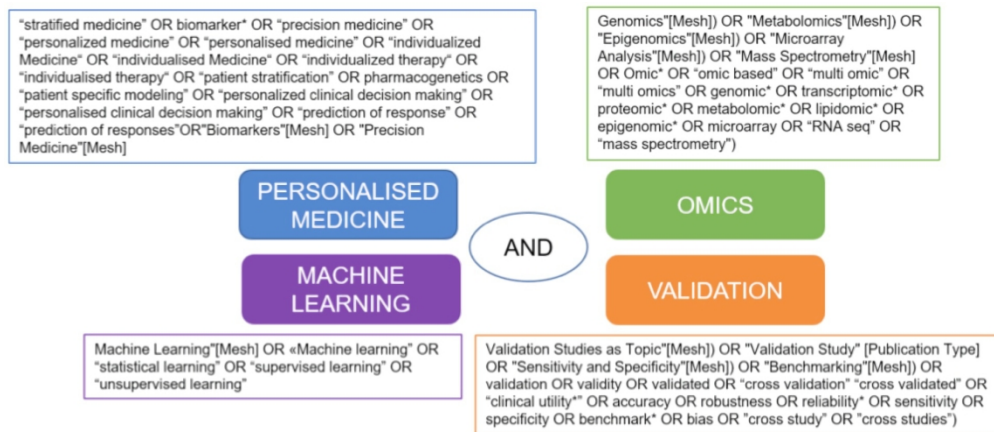 “stratified medicine” OR biomarker* OR “precision medicine” OR
“personalized medicine” OR “personalised medicine” OR “individualized
Medicine“ OR “individualised Medicine“ OR “individualized therapy“ OR
“individualised therapy“ OR “patient stratification” OR pharmacogenetics OR
“patient specific modeling” OR “personalized clinical decision making” OR
“personalised clinical decision making” OR “prediction of response” OR
“prediction of responses”OR"Biomarkers"[Mesh] OR "Precision
Medicine"[Mesh]
Genomics"[Mesh]) OR "Metabolomics"[Mesh]) OR
"Epigenomics"[Mesh]) OR "Microarray
Analysis"[Mesh]) OR "Mass Spectrometry"[Mesh]
OR Omic* OR “omic based” OR “multi omic” OR
“multi omics” OR genomic* OR transcriptomic* OR
proteomic* OR metabolomic* OR lipidomic* OR
epigenomic* OR microarray OR “RNA seq” OR
“mass spectrometry”)
PERSONALISED
MEDICINE
OMICS
AND
MACHINE
LEARNING
VALIDATION
Machine Learning"[Mesh] OR «Machine learning” OR
“statistical learning” OR “supervised learning” OR
“unsupervised learning“
Validation Studies as Topic"[Mesh]) OR "Validation Study" [Publication Type]
OR "Sensitivity and Specificity"[Mesh]) OR "Benchmarking"[Mesh]) OR
validation OR validity OR validated OR “cross validation” “cross validated” OR
“clinical utility*” OR accuracy OR robustness OR reliability* OR sensitivity OR
specificity OR benchmark* OR bias OR ”cross study” OR ”cross studies”)